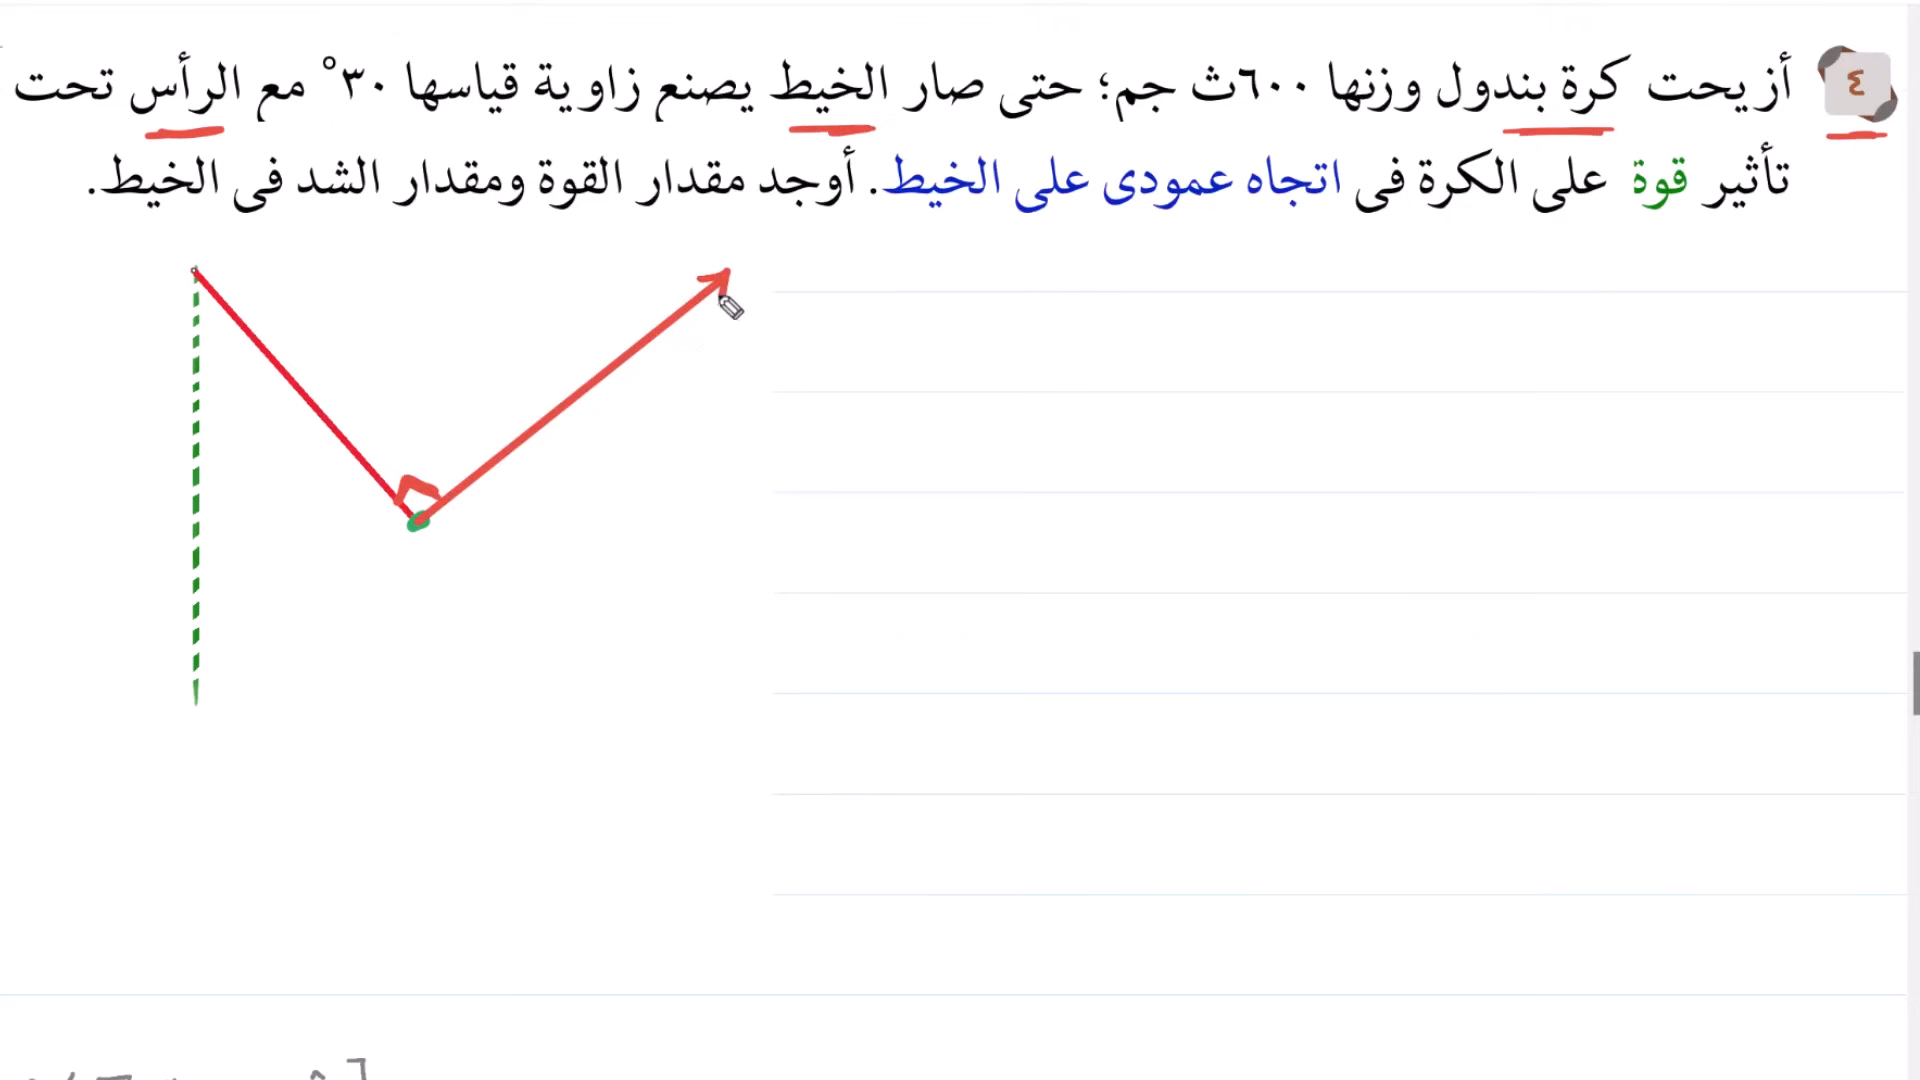 ٤ أزيحت كرة بندول وزنها ٦٠٠ث جم؛ حتى صار الخيط يصنع زاوية قياسها ٣٠° مع الرأس تحت
تأثير قوة على الكرة فى اتجاه عمودى على الخيط. أوجد مقدار القوة ومقدار الشد فى الخيط.